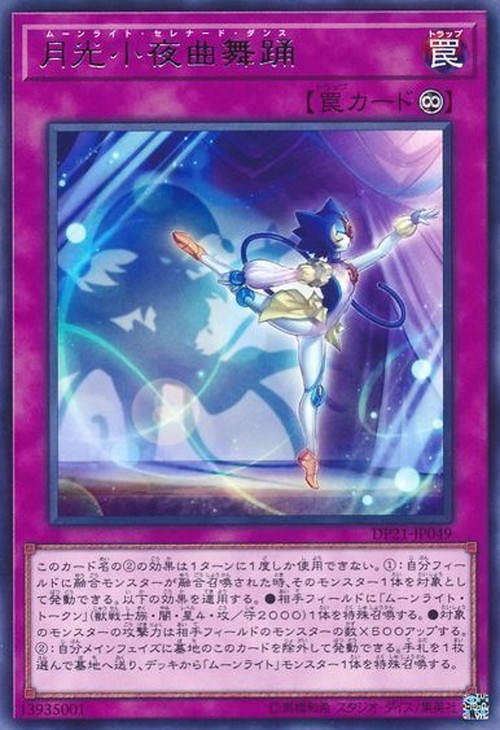 ムーンライト・セレナード・ダンス
月光小夜曲舞踊
トラップ
罠
【罠カード】
DP21-JP049
このカード名の②の効果は1ターンに1度しか使用できない。①：自分フィー
ルドに融合モンスターが融合召喚された時、そのモンスター1体を対象とし
て発動できる。以下の効果を適用する。●相手フィールドに「ムーンライト・
トークン」(獣戦士族・闇・星4・攻/守2000)1体を特殊召喚する。●対象
のモンスターの攻撃力は相手フィールドのモンスターの数×500アップする。
②：自分メインフェイズに墓地のこのカードを除外して発動できる。手札を1枚
選んで墓地へ送り、デッキから「ムーンライト」モンスター1体を特殊召喚する。
13935001
©高橋和希 スタジオ・ダイス/集英社